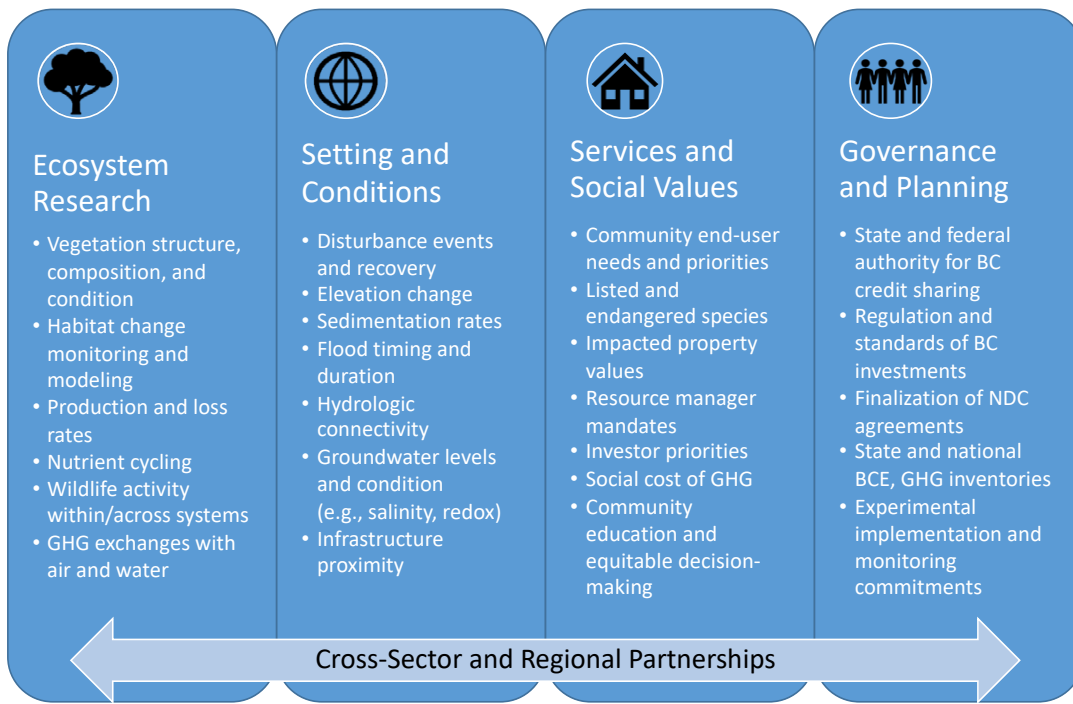 Ecosystem
Research
• Vegetation structure,
composition, and
condition
• Habitat change
monitoring and
modeling
• Production and loss
rates
• Nutrient cycling
• Wildlife activity
within/across systems
• GHG exchanges with
air and water
Setting and
Conditions
• Disturbance events
and recovery
• Elevation change
• Sedimentation rates
• Flood timing and
duration
• Hydrologic
connectivity
• Groundwater levels
and condition
(e.g., salinity, redox)
• Infrastructure
proximity
Services and
Social Values
• Community end-user
needs and priorities
• Listed and
endangered species
• Impacted property
values
• Resource manager
mandates
• Investor priorities
• Social cost of GHG
• Community
education and
equitable decision-
making
Governance
and Planning
• State and federal
authority for BC
credit sharing
• Regulation and
standards of BC
investments
• Finalization of NDC
agreements
• State and national
BCE, GHG inventories
• Experimental
implementation and
monitoring
commitments
Cross-Sector and Regional Partnerships